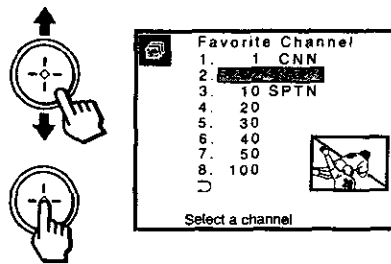 Favorite Channel
1. 1 CNN
2.
3. 10 SPTN
4. 20
5. 30
6. 40
7. 50
8. 100
Select a channel